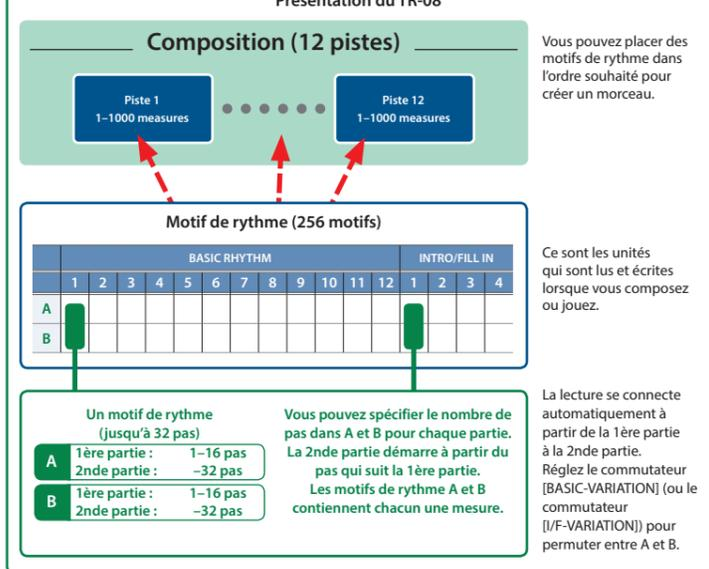 Présentation du TR-08
Composition (12 pistes)
Piste 1
1–1000 measures
Piste 12
1–1000 measures
Vous pouvez placer des
motifs de rythme dans
l'ordre souhaité pour
créer un morceau.
Motif de rythme (256 motifs)
BASIC RHYTHM INTRO/FILL IN
1 2 3 4 5 6 7 8 9 10 11 12 1 2 3 4
A
B
Ce sont les unités
qui sont lus et écrites
lorsque vous composez
ou jouez.
Un motif de rythme
(jusqu'à 32 pas)
A
1ère partie : 1–16 pas
2nde partie : –32 pas
B
1ère partie : 1–16 pas
2nde partie : –32 pas
Vous pouvez spécifier le nombre de
pas dans A et B pour chaque partie.
La 2nde partie démarre à partir du
pas qui suit la 1ère partie.
Les motifs de rythme A et B
contiennent chacun une mesure.
La lecture se connecte
automatiquement à
partir de la 1ère partie
à la 2nde partie.
Réglez le commutateur
[BASIC-VARIATION] (ou le
commutateur
[I/F-VARIATION]) pour
permuter entre A et B.